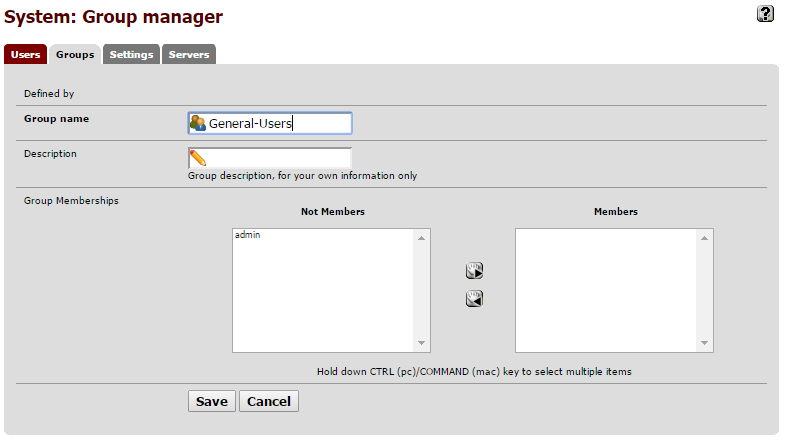 System: Group manager
?
Users Groups Settings Servers
Defined by
Group name General-Users
Description
Group description, for your own information only
Group Memberships
Not Members Members
admin
Hold down CTRL (pc)/COMMAND (mac) key to select multiple items
Save Cancel